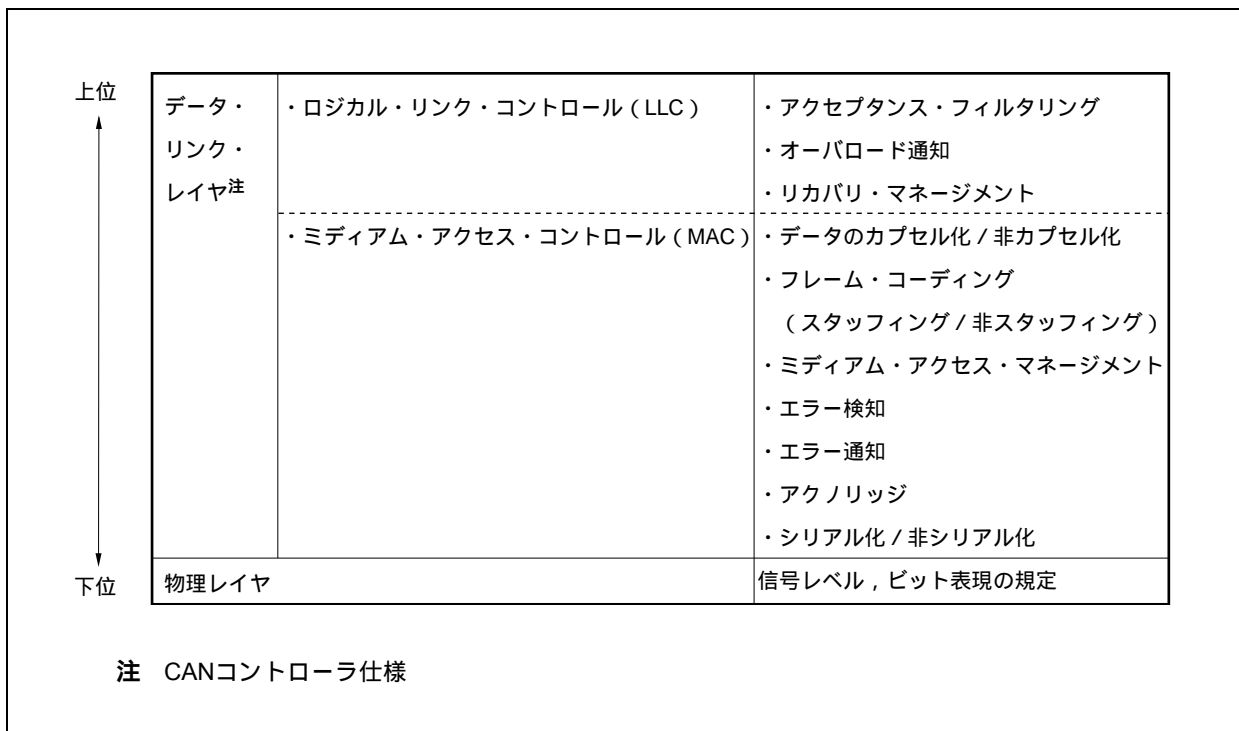 上位
データ・
リンク・
レイヤ注
・ロジカル・リンク・コントロール（LLC）
・アクセプタンス・フィルタリング
・オーバロード通知
・リカバリ・マネージメント
・ミディアム・アクセス・コントロール（MAC）
・データのカプセル化／非カプセル化
・フレーム・コーディング
（スタッフィング／非スタッフィング）
・ミディアム・アクセス・マネージメント
・エラー検知
・エラー通知
・アクノリッジ
・シリアル化／非シリアル化
下位
物理レイヤ
信号レベル，ビット表現の規定
注 CANコントローラ仕様